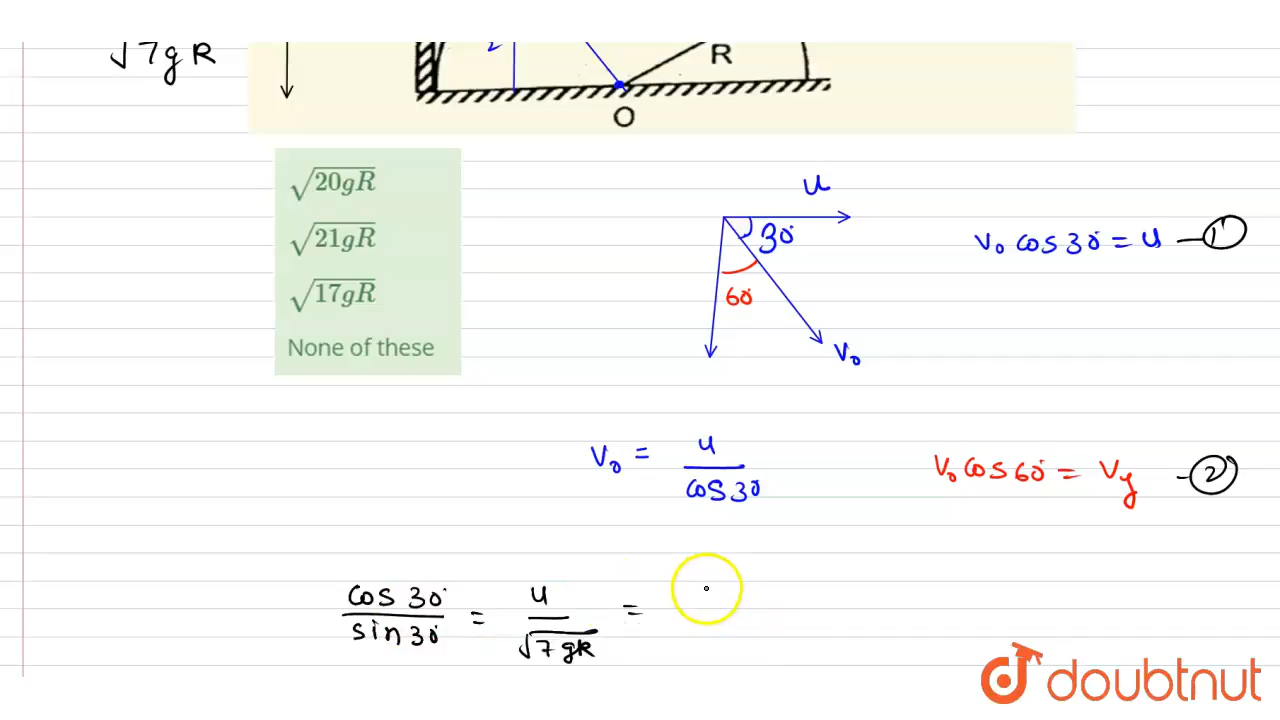 √7gR
2
R
O
√20gR
√21gR
√17gR
None of these
u
30°
60°
V₀
V₀ cos 30° = u — ①
V₀ = u / cos 30
V₀ cos 60° = Vy - ②
cos 30° / sin 30° = u / √7gR =
doubtnut